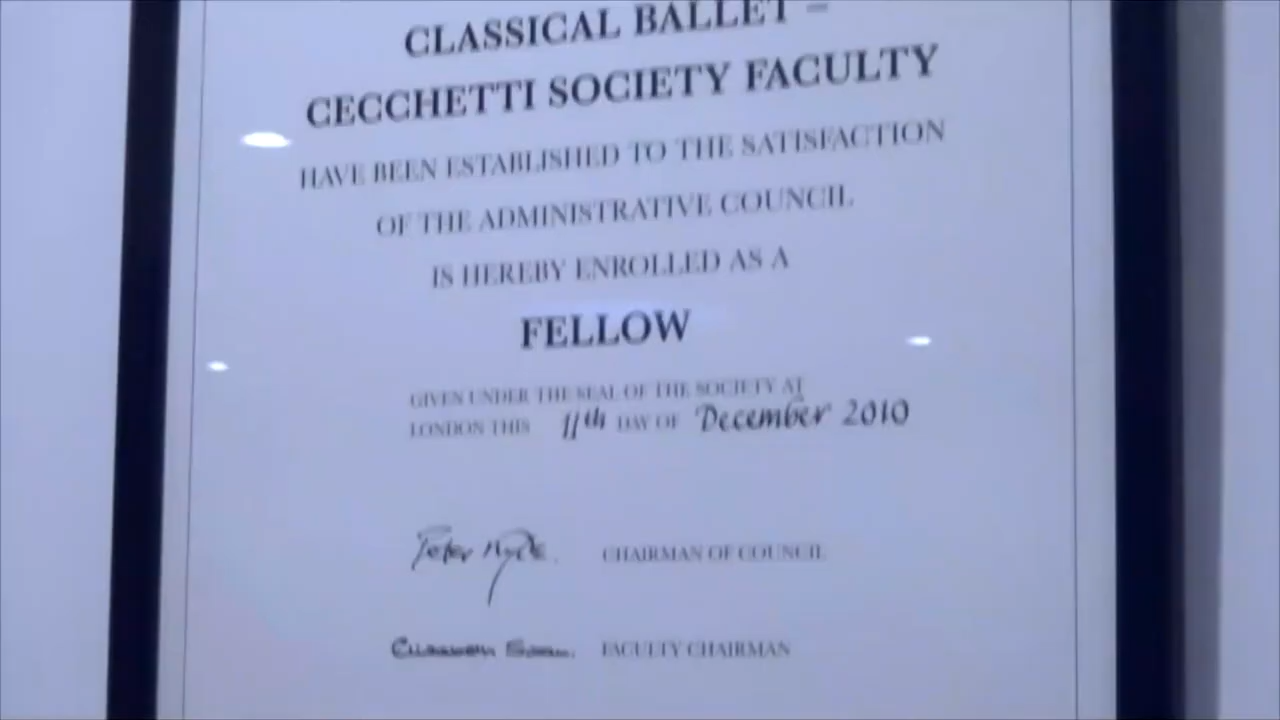 CLASSICAL BALLET –
CECCHETTI SOCIETY FACULTY
HAVE BEEN ESTABLISHED TO THE SATISFACTION
OF THE ADMINISTRATIVE COUNCIL
IS HEREBY ENROLLED AS A
FELLOW
GIVEN UNDER THE SEAL OF THE SOCIETY AT
LONDON THIS 11th DAY OF December 2010
Peter CHAIRMAN OF COUNCIL
FACULTY CHAIRMAN